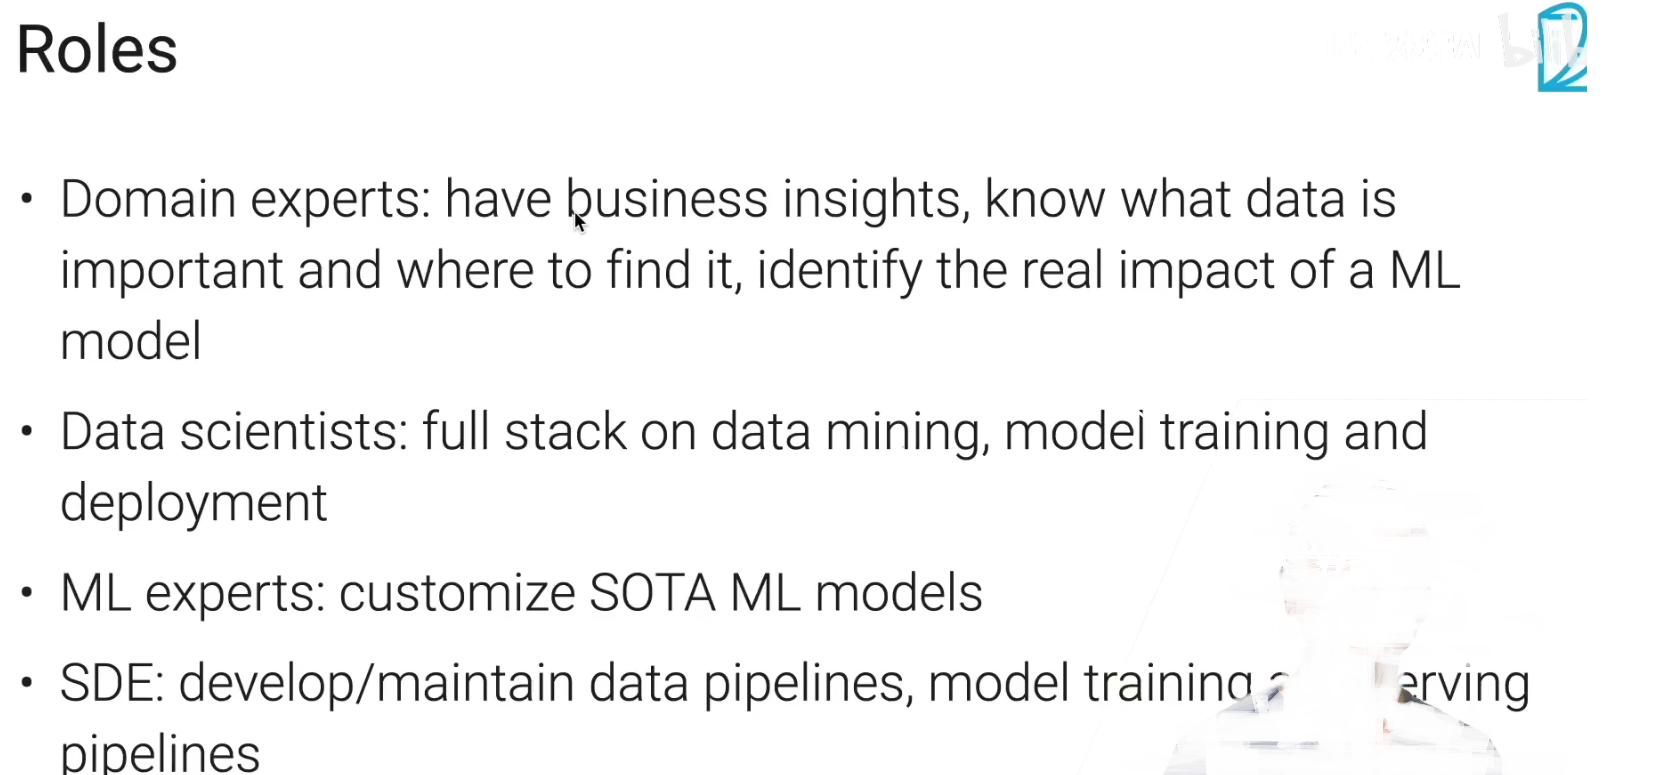 Roles
• Domain experts: have business insights, know what data is
important and where to find it, identify the real impact of a ML
model
• Data scientists: full stack on data mining, model training and
deployment
• ML experts: customize SOTA ML models
• SDE: develop/maintain data pipelines, model training
pipelines